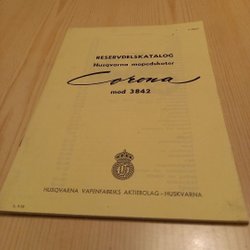 RESERVDELSKATALOG
Husqvarna mopedskoter
Corona
mod 3842
HUSQVARNA VAPENFABRIKS AKTIEBOLAG - HUSKVARNA